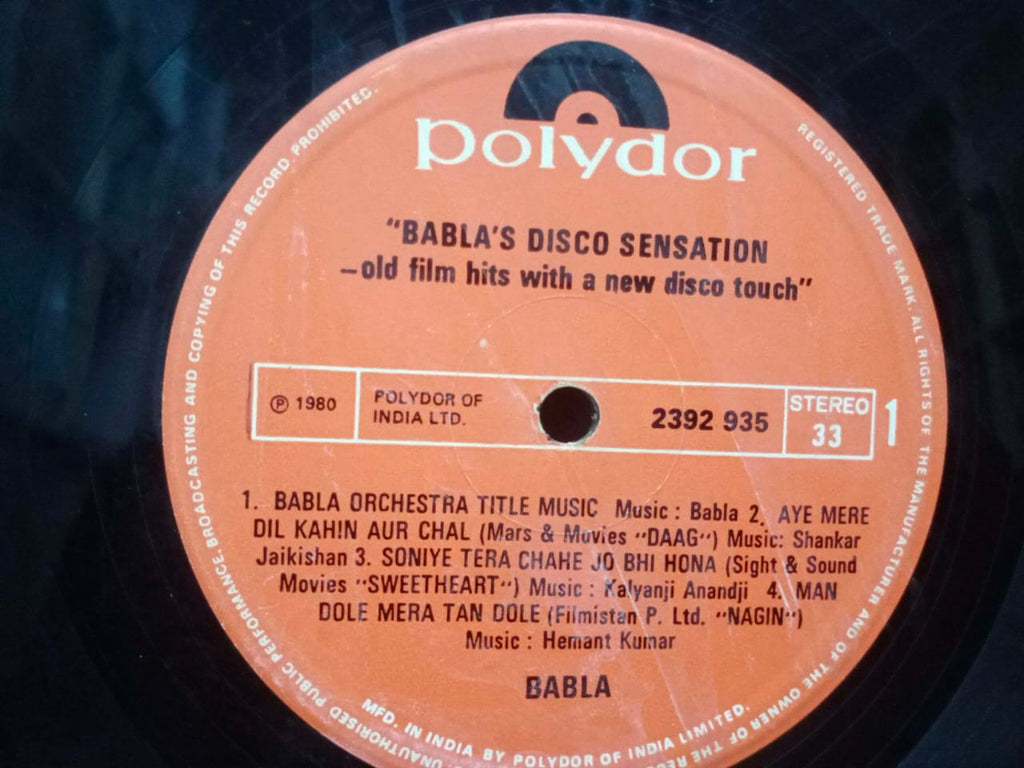 polydor
"BABLA'S DISCO SENSATION
–old film hits with a new disco touch"
℗ 1980
POLYDOR OF
INDIA LTD.
2392 935
STEREO
33
1
1. BABLA ORCHESTRA TITLE MUSIC Music : Babla 2. AYE MERE
DIL KAHIN AUR CHAL (Mars & Movies "DAAG") Music: Shankar
Jaikishan 3. SONIYE TERA CHAHE JO BHI HONA (Sight & Sound
Movies "SWEETHEART") Music : Kalyanji Anandji 4. MAN
DOLE MERA TAN DOLE (Filmistan P. Ltd. "NAGIN")
Music : Hemant Kumar
BABLA
REGISTERED TRADE MARK. ALL RIGHTS OF THE MANUFACTURER AND OF THE OWNER OF THE RE
UNAUTHORISED PUBLIC PERFORMANCE, BROADCASTING AND COPYING OF THIS RECORD PROHIBITED.
MFD. IN INDIA BY POLYDOR OF INDIA LIMITED.